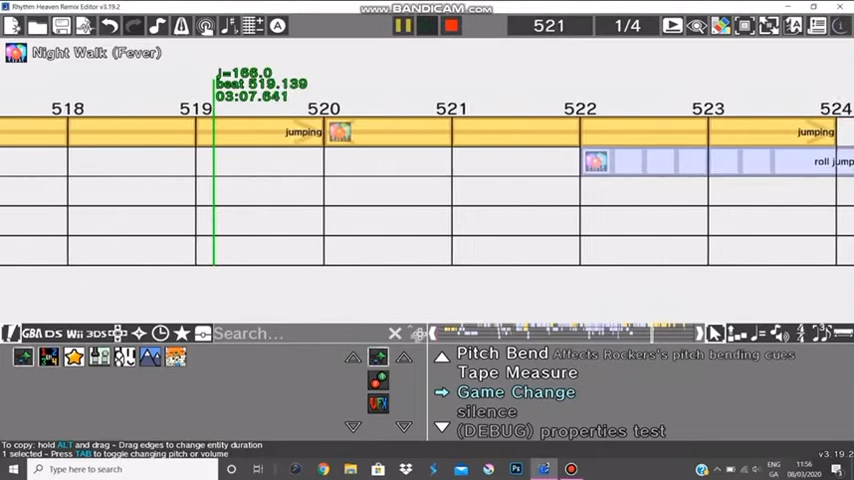 Rhythm Heaven Remix Editor v3.19.2
www.BANDICAM.com
521
1/4
Night Walk (Fever)
♩=166.0
beat 519.139
03:07.641
518 519 520 521 522 523 524
jumping jumping
roll jump
GBA DS Wii 3DS
Search...
Pitch Bend Affects Rockers's pitch bending cues
Tape Measure
Game Change
silence
(DEBUG) properties test
To copy: hold ALT and drag - Drag edges to change entity duration
1 selected - Press TAB to toggle changing pitch or volume
v3.19.2
Type here to search
ENG
GA
11:56
08/03/2020